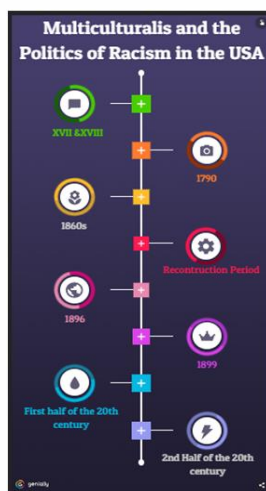 Multiculturalis and the
Politics of Racism in the USA
XVII &XVIII
1790
1860s
Recontruction Period
1896
1899
First half of the 20th
century
2nd Half of the 20th
century
genially